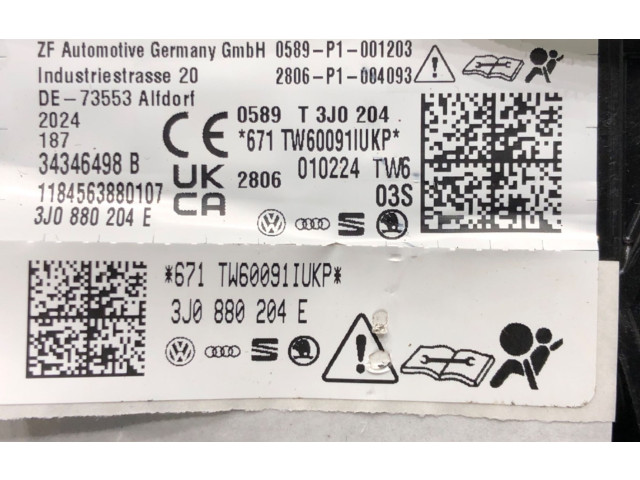 ZF Automotive Germany GmbH 0589-P1-001203
Industriestrasse 20 2806-P1-004093
DE-73553 Alfdorf
2024 0589 T 3J0 204
187 *671 TW60091IUKP*
34346498 B 010224 TW6
1184563880107 2806 03S
3J0 880 204 E
CE
UK
CA
*671 TW60091IUKP*
3J0 880 204 E